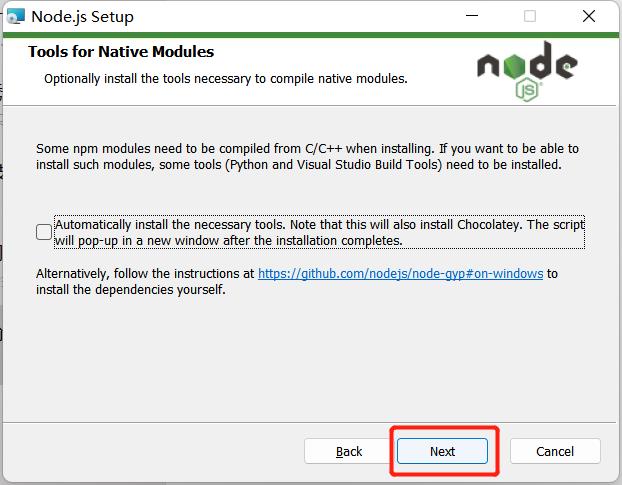 Node.js Setup
Tools for Native Modules
Optionally install the tools necessary to compile native modules.
node
JS
Some npm modules need to be compiled from C/C++ when installing. If you want to be able to
install such modules, some tools (Python and Visual Studio Build Tools) need to be installed.
Automatically install the necessary tools. Note that this will also install Chocolatey. The script
will pop-up in a new window after the installation completes.
Alternatively, follow the instructions at https://github.com/nodejs/node-gyp#on-windows to
install the dependencies yourself.
Back Next Cancel